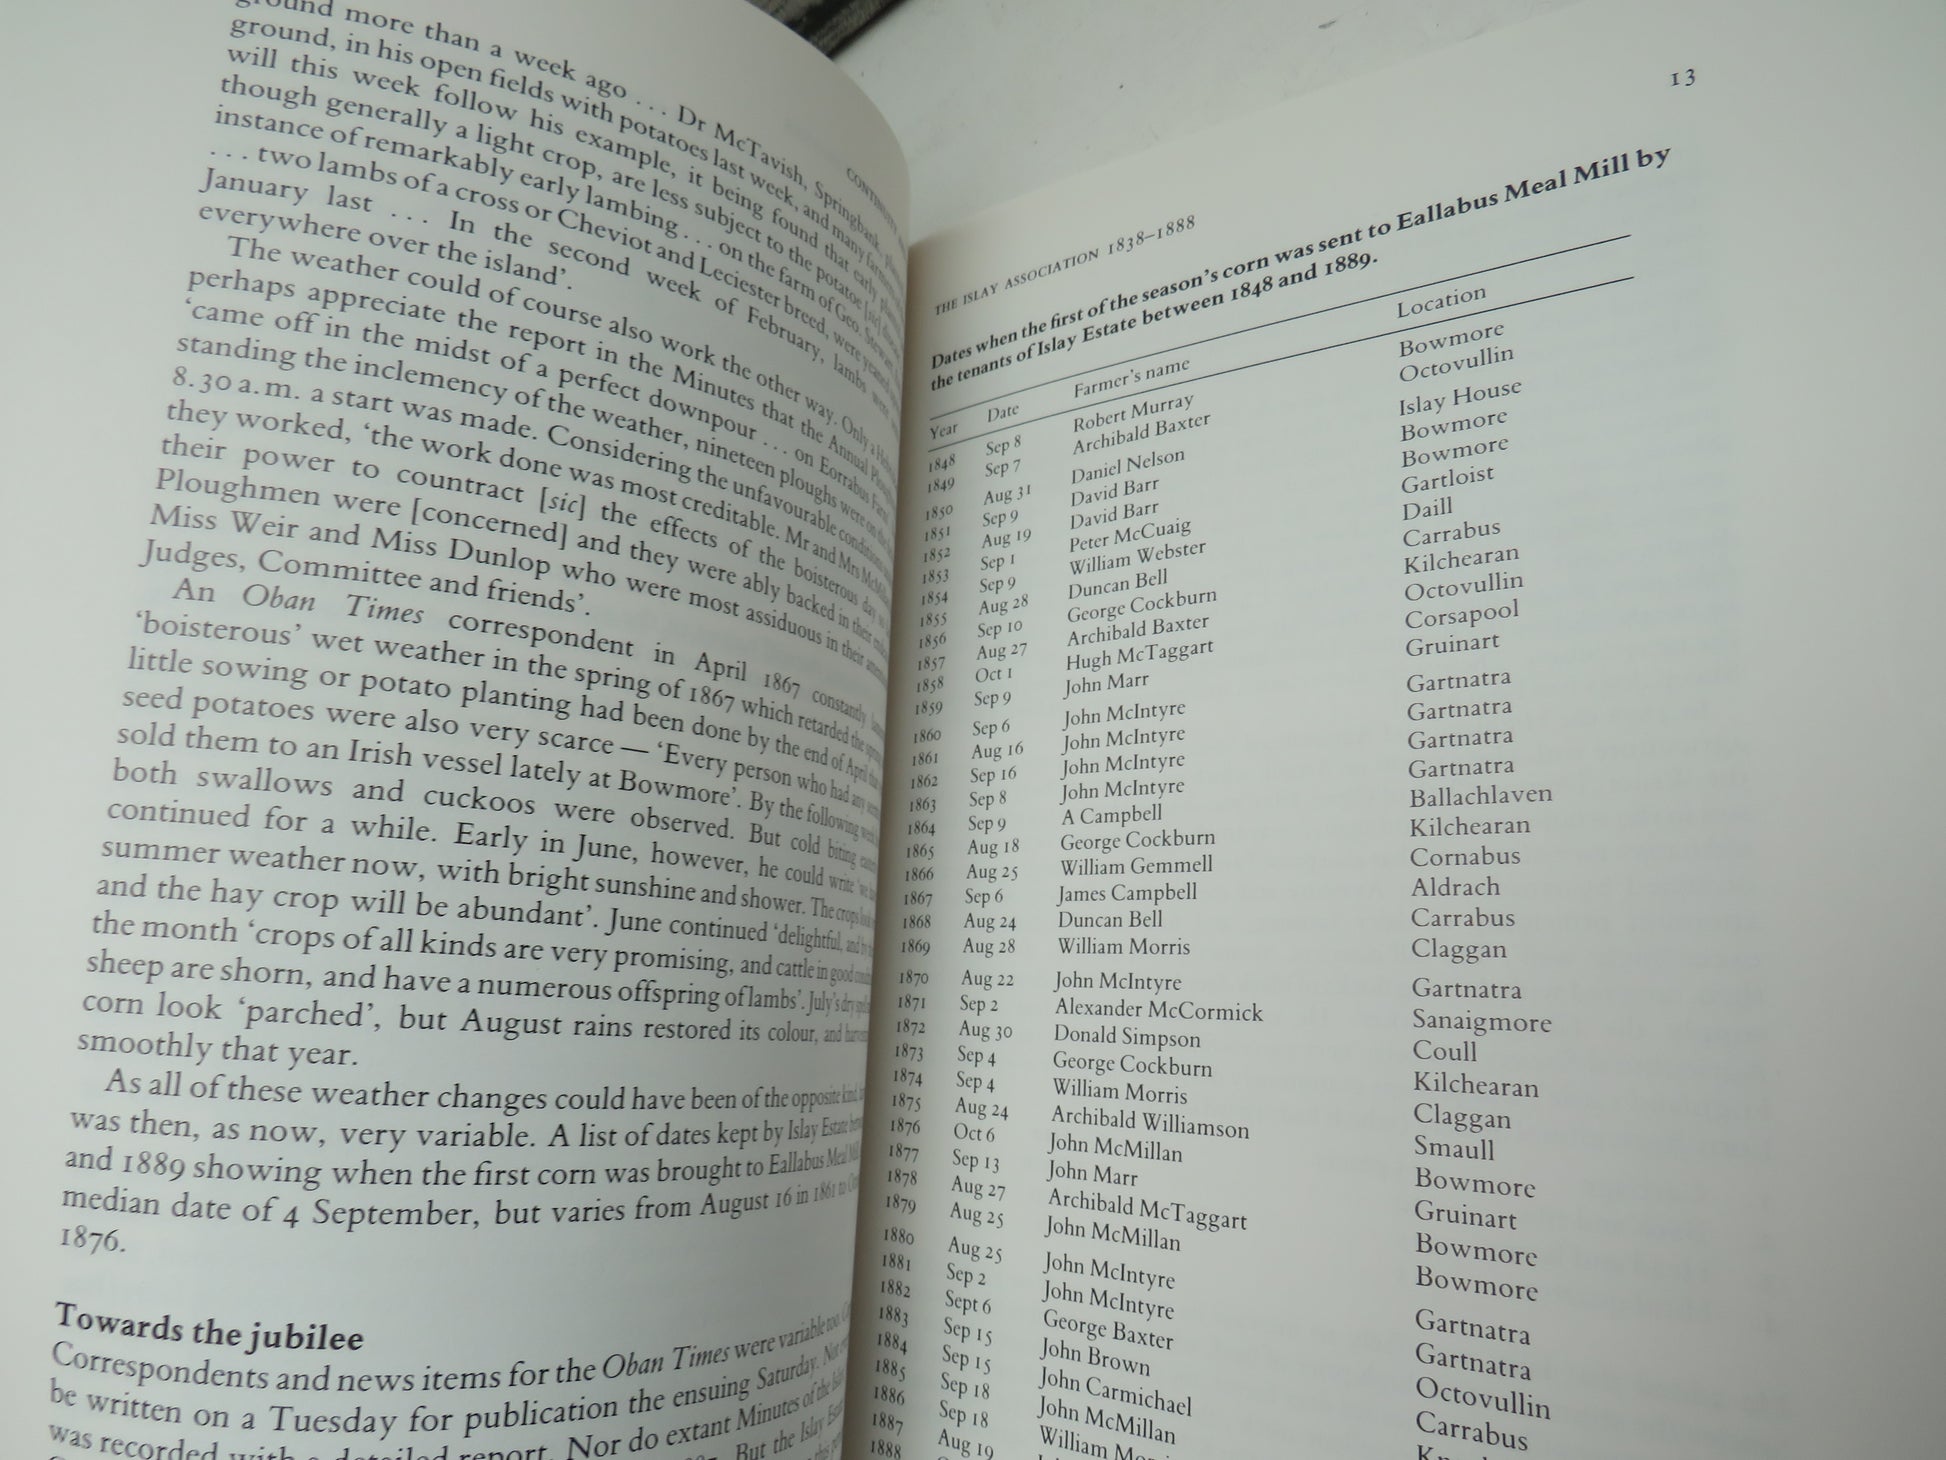 ground more than a week ago . . . Dr McTavish, Springbank,
ground, in his open fields with potatoes last week, and many farmers
will this week follow his example, it being found that early
though generally a light crop, are less subject to the potatoe [sic]
instance of remarkably early lambing . . . on the farm of Geo. Stewart
. . . two lambs of a cross or Cheviot and Leciester breed, were yeaned
January last . . . In the second week of February, lambs were
everywhere over the island'.
The weather could of course also work the other way. Only a
perhaps appreciate the report in the Minutes that the Annual
'came off in the midst of a perfect downpour . . . on Eorrabus Farm
standing the inclemency of the weather, nineteen ploughs were on the
8.30 a.m. a start was made. Considering the unfavourable conditions
they worked, 'the work done was most creditable. Mr and Mrs
their power to countract [sic] the effects of the boisterous day
Ploughmen were [concerned] and they were ably backed in their
Miss Weir and Miss Dunlop who were most assiduous in their
Judges, Committee and friends'.
An Oban Times correspondent in April 1867 constantly
'boisterous' wet weather in the spring of 1867 which retarded the
little sowing or potato planting had been done by the end of April
seed potatoes were also very scarce — 'Every person who had any
sold them to an Irish vessel lately at Bowmore'. By the following week
both swallows and cuckoos were observed. But cold biting
continued for a while. Early in June, however, he could write
summer weather now, with bright sunshine and shower. The crops
and the hay crop will be abundant'. June continued 'delightful, and
the month 'crops of all kinds are very promising, and cattle in good
sheep are shorn, and have a numerous offspring of lambs'. July's dry
corn look 'parched', but August rains restored its colour, and
smoothly that year.
As all of these weather changes could have been of the opposite kind,
was then, as now, very variable. A list of dates kept by Islay Estate
and 1889 showing when the first corn was brought to Eallabus Meal
median date of 4 September, but varies from August 16 in 1861 to
1876.
Towards the jubilee
Correspondents and news items for the Oban Times were variable too.
be written on a Tuesday for publication the ensuing Saturday. Not
was recorded with a detailed report. Nor do extant Minutes of the
But the Islay
THE ISLAY ASSOCIATION 1838–1888 13
Dates when the first of the season's corn was sent to Eallabus Meal Mill by
the tenants of Islay Estate between 1848 and 1889.
Year Date Farmer's name Location
1848 Sep 8 Robert Murray Bowmore
1849 Sep 7 Archibald Baxter Octovullin
1850 Aug 31 Daniel Nelson Islay House
1851 Sep 9 David Barr Bowmore
1852 Aug 19 David Barr Bowmore
1853 Sep 1 Peter McCuaig Gartloist
1854 Sep 9 William Webster Daill
1855 Aug 28 Duncan Bell Carrabus
1856 Sep 10 George Cockburn Kilchearan
1857 Aug 27 Archibald Baxter Octovullin
1858 Oct 1 Hugh McTaggart Corsapool
1859 Sep 9 John Marr Gruinart
1860 Sep 6 John McIntyre Gartnatra
1861 Aug 16 John McIntyre Gartnatra
1862 Sep 16 John McIntyre Gartnatra
1863 Sep 8 John McIntyre Gartnatra
1864 Sep 9 A Campbell Ballachlaven
1865 Aug 18 George Cockburn Kilchearan
1866 Aug 25 William Gemmell Cornabus
1867 Sep 6 James Campbell Aldrach
1868 Aug 24 Duncan Bell Carrabus
1869 Aug 28 William Morris Claggan
1870 Aug 22 John McIntyre Gartnatra
1871 Sep 2 Alexander McCormick Sanaigmore
1872 Aug 30 Donald Simpson Coull
1873 Sep 4 George Cockburn Kilchearan
1874 Sep 4 William Morris Claggan
1875 Aug 24 Archibald Williamson Smaull
1876 Oct 6 John McMillan Bowmore
1877 Sep 13 John Marr Gruinart
1878 Aug 27 Archibald McTaggart Bowmore
1879 Aug 25 John McMillan Bowmore
1880 Aug 25 John McIntyre Gartnatra
1881 Sep 2 John McIntyre Gartnatra
1882 Sept 6 George Baxter Octovullin
1883 Sep 15 John Brown Carrabus
1884 Sep 15 John Carmichael
1885 Sep 18 John McMillan
1886 Sep 18 William
1887 Aug 19
1888